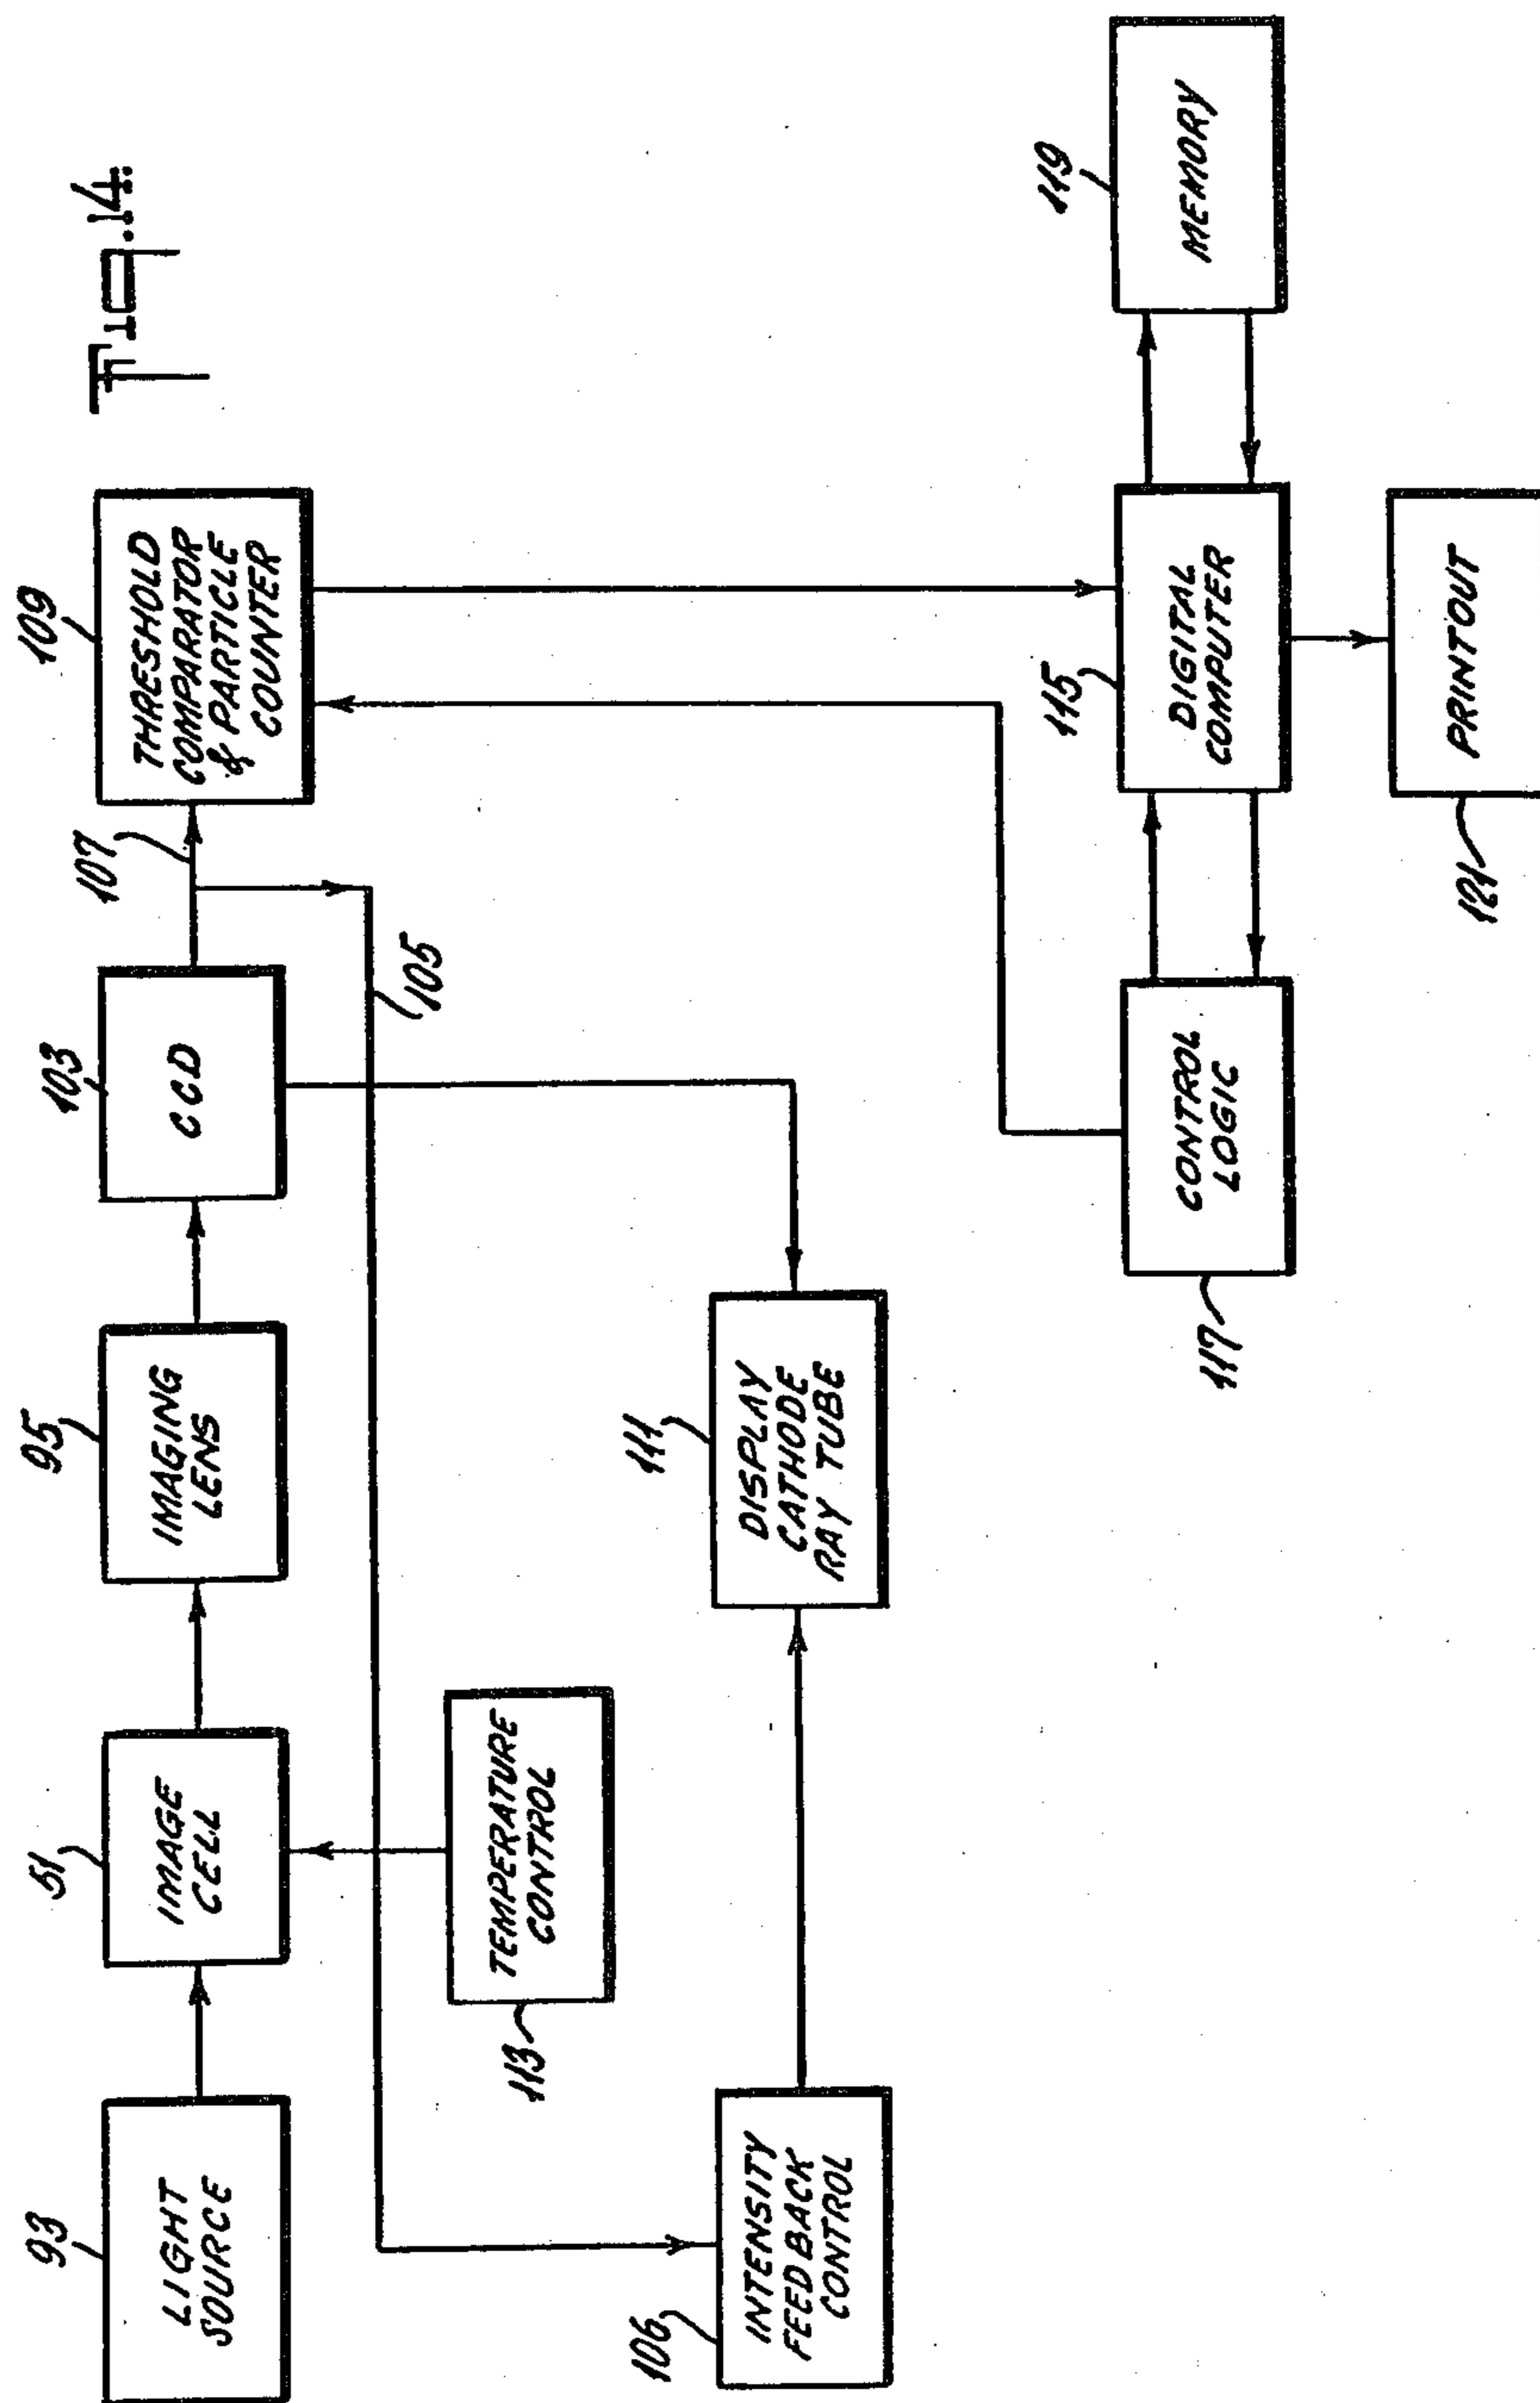 Fig.14.
93
LIGHT
SOURCE
51
IMAGE
CELL
95
IMAGING
LENS
103
CCD
107
109
THRESHOLD
COMPARATOR
& PARTICLE
COUNTER
105
113
TEMPERATURE
CONTROL
106
INTENSITY
FEEDBACK
CONTROL
111
DISPLAY
CATHODE
RAY TUBE
117
CONTROL
LOGIC
115
DIGITAL
COMPUTER
119
MEMORY
121
PRINTOUT